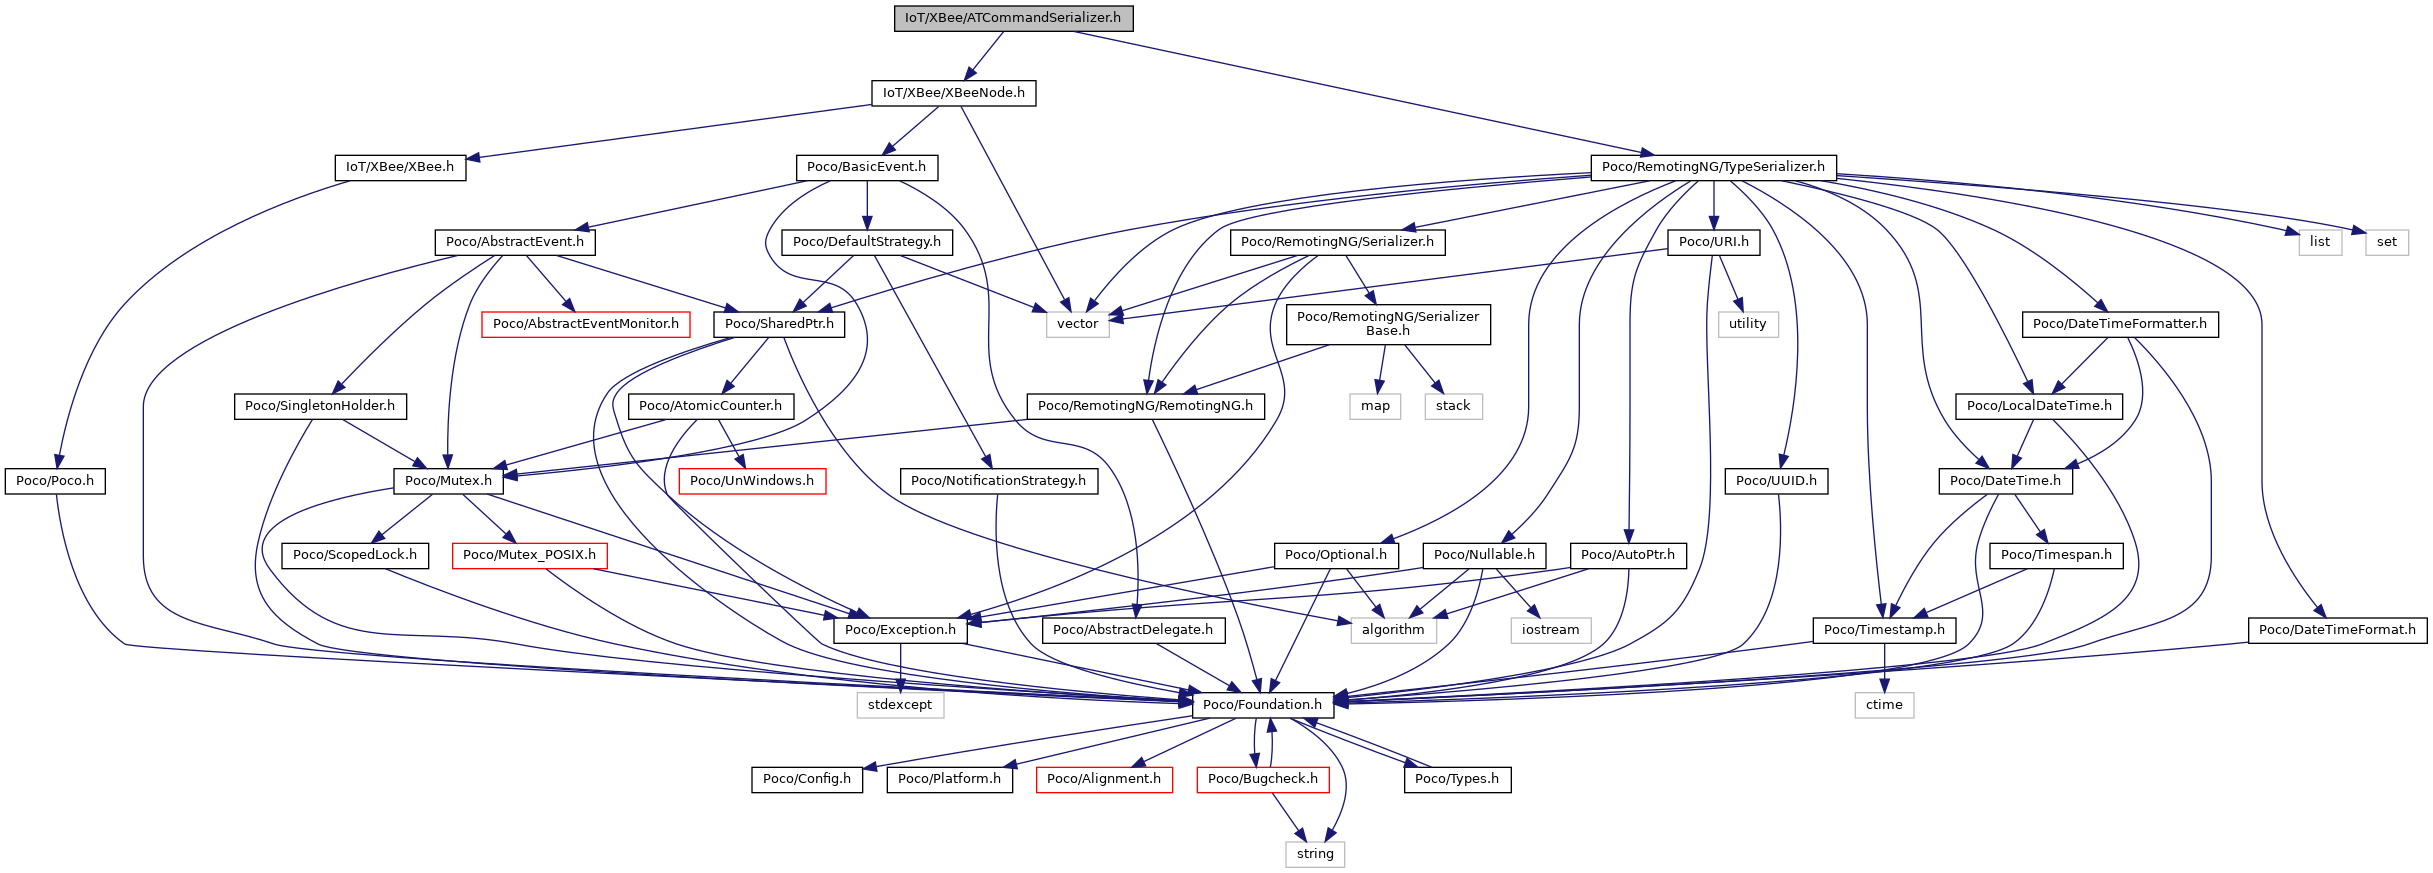 IoT/XBee/ATCommandSerializer.h
IoT/XBee/XBeeNode.h
IoT/XBee/XBee.h
Poco/BasicEvent.h
Poco/RemotingNG/TypeSerializer.h
Poco/AbstractEvent.h
Poco/DefaultStrategy.h
Poco/RemotingNG/Serializer.h
Poco/URI.h
list
set
Poco/AbstractEventMonitor.h
Poco/SharedPtr.h
vector
Poco/RemotingNG/Serializer
Base.h
utility
Poco/DateTimeFormatter.h
Poco/SingletonHolder.h
Poco/AtomicCounter.h
Poco/RemotingNG/RemotingNG.h
map
stack
Poco/LocalDateTime.h
Poco/Poco.h
Poco/Mutex.h
Poco/UnWindows.h
Poco/NotificationStrategy.h
Poco/UUID.h
Poco/DateTime.h
Poco/ScopedLock.h
Poco/Mutex_POSIX.h
Poco/Optional.h
Poco/Nullable.h
Poco/AutoPtr.h
Poco/Timespan.h
Poco/Exception.h
Poco/AbstractDelegate.h
algorithm
iostream
Poco/Timestamp.h
Poco/DateTimeFormat.h
stdexcept
Poco/Foundation.h
ctime
Poco/Config.h
Poco/Platform.h
Poco/Alignment.h
Poco/Bugcheck.h
Poco/Types.h
string